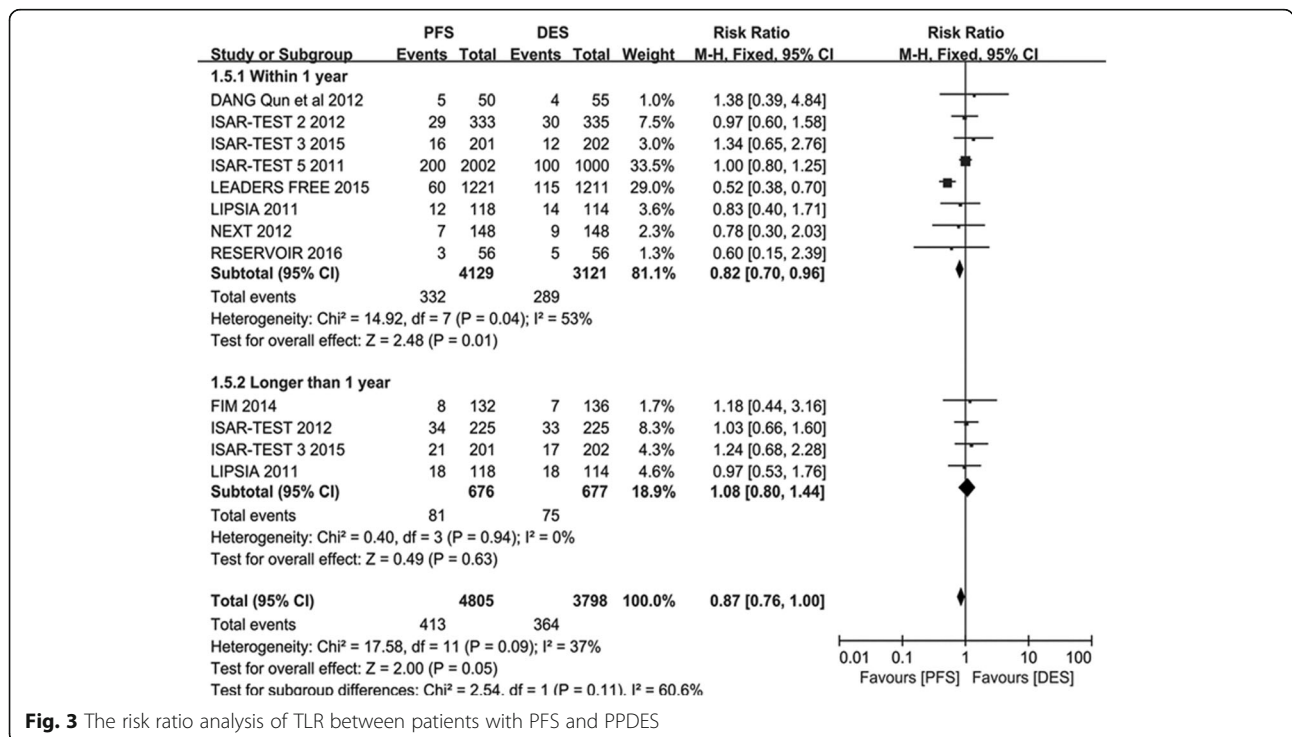 PFS DES Risk Ratio Risk Ratio
Study or Subgroup Events Total Events Total Weight M-H, Fixed, 95% CI M-H, Fixed, 95% CI
1.5.1 Within 1 year
DANG Qun et al 2012 5 50 4 55 1.0% 1.38 [0.39, 4.84]
ISAR-TEST 2 2012 29 333 30 335 7.5% 0.97 [0.60, 1.58]
ISAR-TEST 3 2015 16 201 12 202 3.0% 1.34 [0.65, 2.76]
ISAR-TEST 5 2011 200 2002 100 1000 33.5% 1.00 [0.80, 1.25]
LEADERS FREE 2015 60 1221 115 1211 29.0% 0.52 [0.38, 0.70]
LIPSIA 2011 12 118 14 114 3.6% 0.83 [0.40, 1.71]
NEXT 2012 7 148 9 148 2.3% 0.78 [0.30, 2.03]
RESERVOIR 2016 3 56 5 56 1.3% 0.60 [0.15, 2.39]
Subtotal (95% CI) 4129 3121 81.1% 0.82 [0.70, 0.96]
Total events 332 289
Heterogeneity: Chi² = 14.92, df = 7 (P = 0.04); I² = 53%
Test for overall effect: Z = 2.48 (P = 0.01)
1.5.2 Longer than 1 year
FIM 2014 8 132 7 136 1.7% 1.18 [0.44, 3.16]
ISAR-TEST 2012 34 225 33 225 8.3% 1.03 [0.66, 1.60]
ISAR-TEST 3 2015 21 201 17 202 4.3% 1.24 [0.68, 2.28]
LIPSIA 2011 18 118 18 114 4.6% 0.97 [0.53, 1.76]
Subtotal (95% CI) 676 677 18.9% 1.08 [0.80, 1.44]
Total events 81 75
Heterogeneity: Chi² = 0.40, df = 3 (P = 0.94); I² = 0%
Test for overall effect: Z = 0.49 (P = 0.63)
Total (95% CI) 4805 3798 100.0% 0.87 [0.76, 1.00]
Total events 413 364
Heterogeneity: Chi² = 17.58, df = 11 (P = 0.09); I² = 37%
Test for overall effect: Z = 2.00 (P = 0.05)
Test for subgroup differences: Chi² = 2.54, df = 1 (P = 0.11), I² = 60.6%
0.01 0.1 1 10 100
Favours [PFS] Favours [DES]
Fig. 3 The risk ratio analysis of TLR between patients with PFS and PPDES